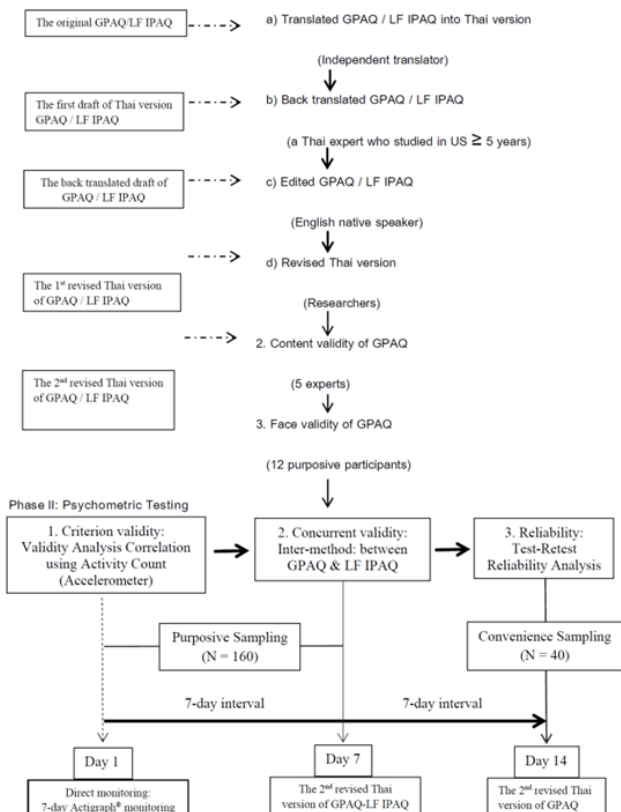 The original GPAQ/LF IPAQ
a) Translated GPAQ / LF IPAQ into Thai version
(Independent translator)
The first draft of Thai version
GPAQ / LF IPAQ
b) Back translated GPAQ / LF IPAQ
(a Thai expert who studied in US ≥ 5 years)
The back translated draft of
GPAQ / LF IPAQ
c) Edited GPAQ / LF IPAQ
(English native speaker)
d) Revised Thai version
The 1st revised Thai version
of GPAQ / LF IPAQ
(Researchers)
2. Content validity of GPAQ
The 2nd revised Thai version
of GPAQ / LF IPAQ
(5 experts)
3. Face validity of GPAQ
(12 purposive participants)
Phase II: Psychometric Testing
1. Criterion validity:
Validity Analysis Correlation
using Activity Count
(Accelerometer)
2. Concurrent validity:
Inter-method: between
GPAQ & LF IPAQ
3. Reliability:
Test-Retest
Reliability Analysis
Purposive Sampling
(N = 160)
Convenience Sampling
(N = 40)
7-day interval
7-day interval
Day 1
Day 7
Day 14
Direct monitoring:
7-day Actigraph® monitoring
The 2nd revised Thai
version of GPAQ-LF IPAQ
The 2nd revised Thai
version of GPAQ